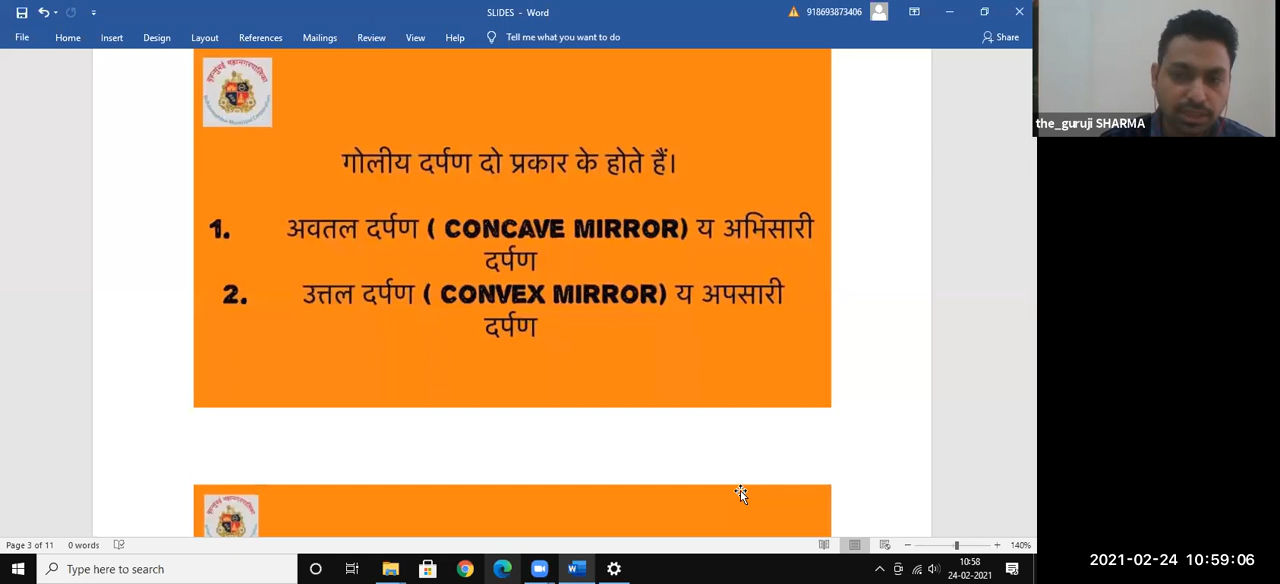 SLIDES - Word
918693873406
File Home Insert Design Layout References Mailings Review View Help Tell me what you want to do Share
the_guruji SHARMA
गोलीय दर्पण दो प्रकार के होते हैं।
1. अवतल दर्पण ( CONCAVE MIRROR) य अभिसारी
दर्पण
2. उत्तल दर्पण ( CONVEX MIRROR) य अपसारी
दर्पण
Page 3 of 11 0 words 140%
Type here to search
10:58
24-02-2021
2021-02-24 10:59:06